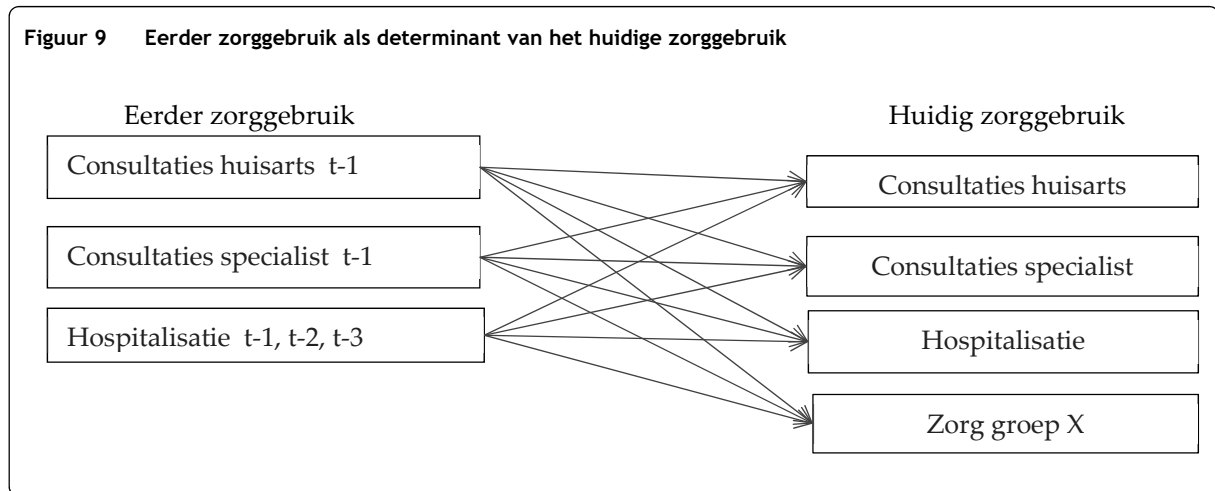 Figuur 9 Eerder zorggebruik als determinant van het huidige zorggebruik
Eerder zorggebruik
Consultaties huisarts t-1
Consultaties specialist t-1
Hospitalisatie t-1, t-2, t-3
Huidig zorggebruik
Consultaties huisarts
Consultaties specialist
Hospitalisatie
Zorg groep X